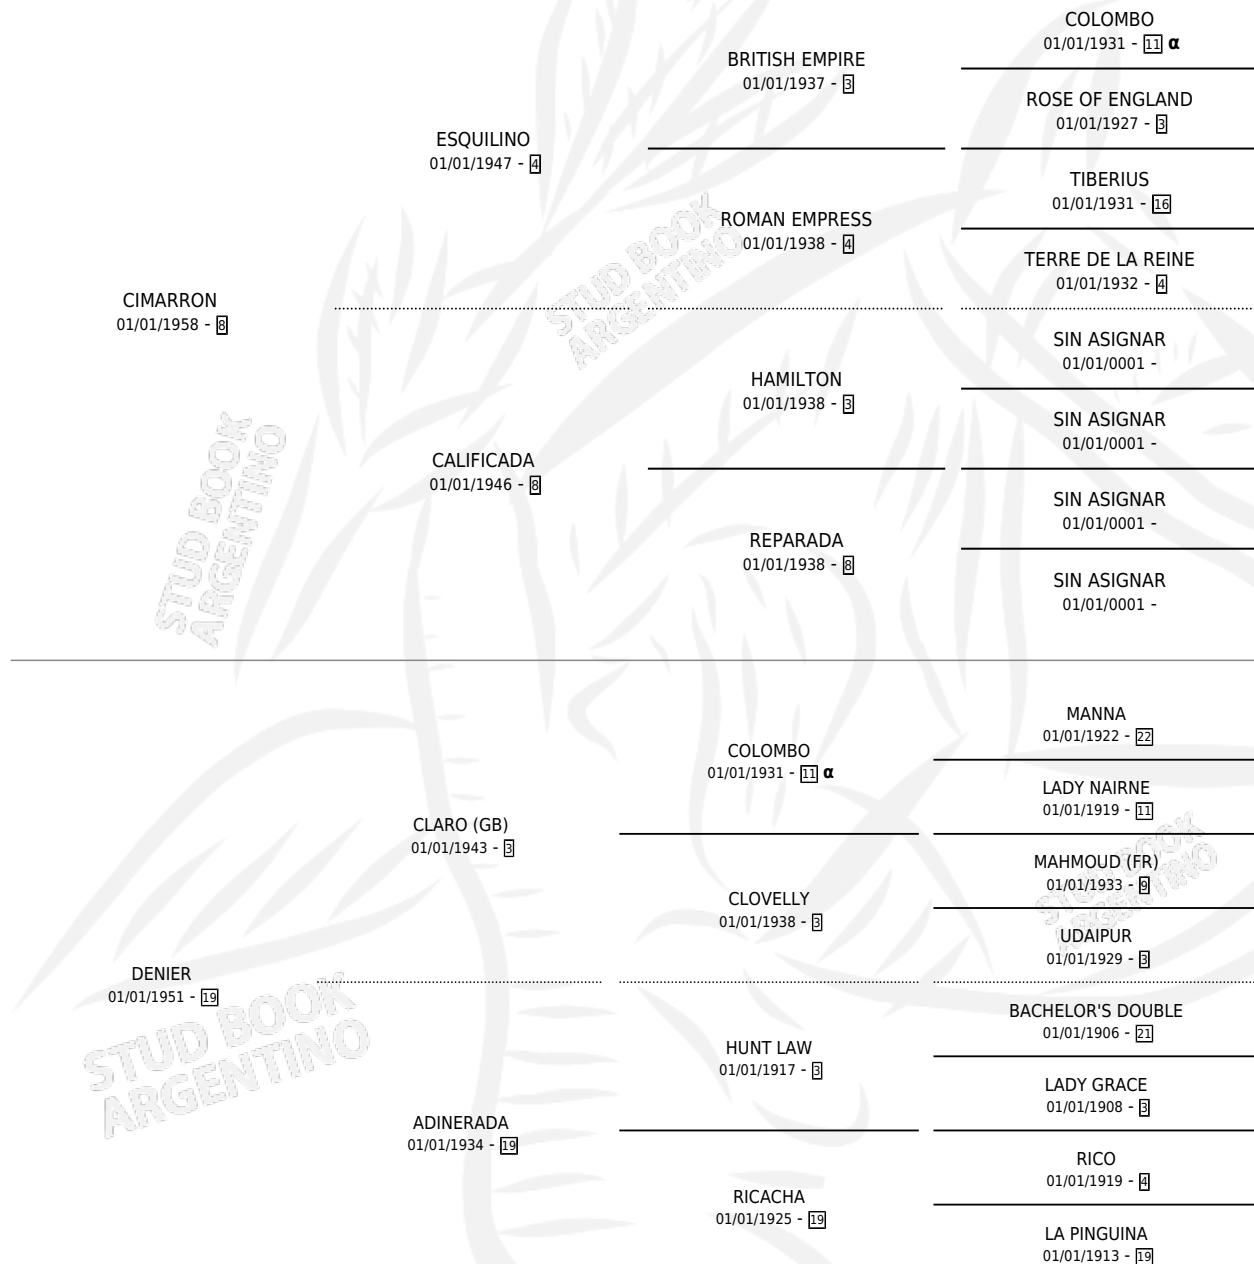 COLOMBO
01/01/1931 - 11 α
BRITISH EMPIRE
01/01/1937 - 3
ROSE OF ENGLAND
01/01/1927 - 3
ESQUILINO
01/01/1947 - 4
TIBERIUS
01/01/1931 - 16
ROMAN EMPRESS
01/01/1938 - 4
TERRE DE LA REINE
01/01/1932 - 4
CIMARRON
01/01/1958 - 8
SIN ASIGNAR
01/01/0001 -
HAMILTON
01/01/1938 - 3
SIN ASIGNAR
01/01/0001 -
CALIFICADA
01/01/1946 - 8
SIN ASIGNAR
01/01/0001 -
REPARADA
01/01/1938 - 8
SIN ASIGNAR
01/01/0001 -
STUD BOOK
ARGENTINO
STUD BOOK
ARGENTINO
MANNA
01/01/1922 - 22
COLOMBO
01/01/1931 - 11 α
LADY NAIRNE
01/01/1919 - 11
CLARO (GB)
01/01/1943 - 3
MAHMOUD (FR)
01/01/1933 - 9
CLOVELLY
01/01/1938 - 3
UDAIPUR
01/01/1929 - 3
DENIER
01/01/1951 - 19
BACHELOR'S DOUBLE
01/01/1906 - 21
HUNT LAW
01/01/1917 - 3
LADY GRACE
01/01/1908 - 3
ADINERADA
01/01/1934 - 19
RICO
01/01/1919 - 4
RICACHA
01/01/1925 - 19
LA PINGUINA
01/01/1913 - 19
STUD BOOK
ARGENTINO
STUD BOOK
ARGENTINO